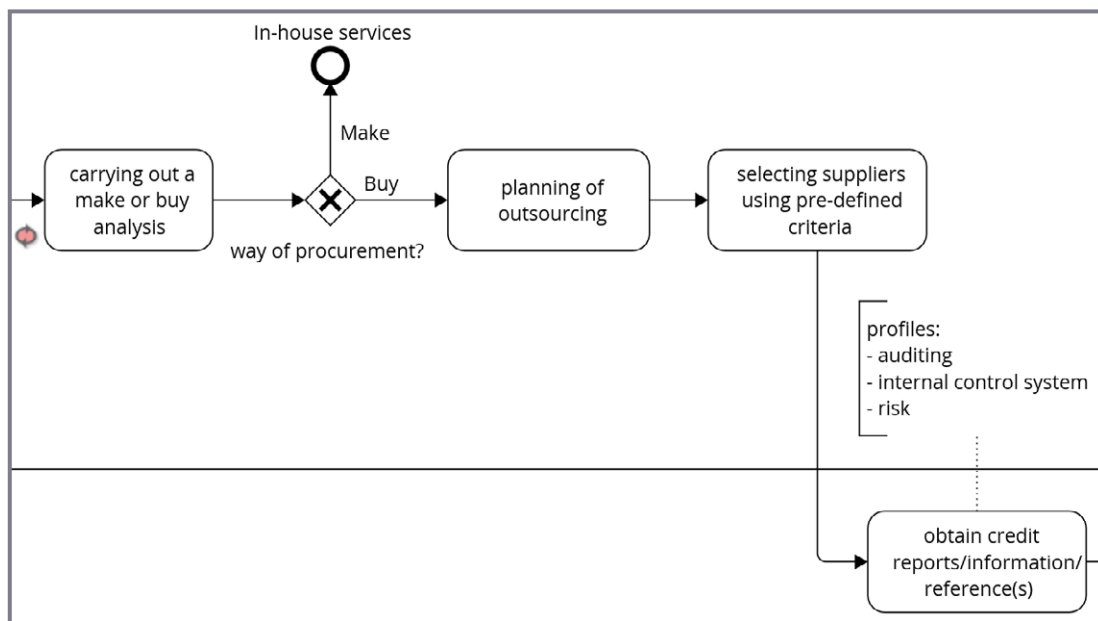 In-house services
Make
carrying out a
make or buy
analysis
Buy
way of procurement?
planning of
outsourcing
selecting suppliers
using pre-defined
criteria
profiles:
- auditing
- internal control system
- risk
obtain credit
reports/information/
reference(s)